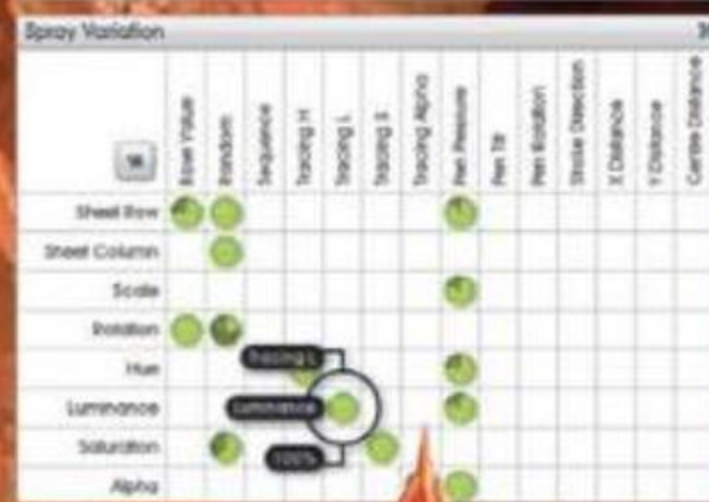 Spray Variation
Base Value
Random
Sequence
Tracing H
Tracing L
Tracing S
Tracing Alpha
Pen Pressure
Pen Tilt
Pen Rotation
Stroke Direction
X Distance
Y Distance
Centre Distance
Sheet Row
Sheet Column
Scale
Rotation
Hue
Luminance
Saturation
Alpha
Tracing L
Luminance
100%